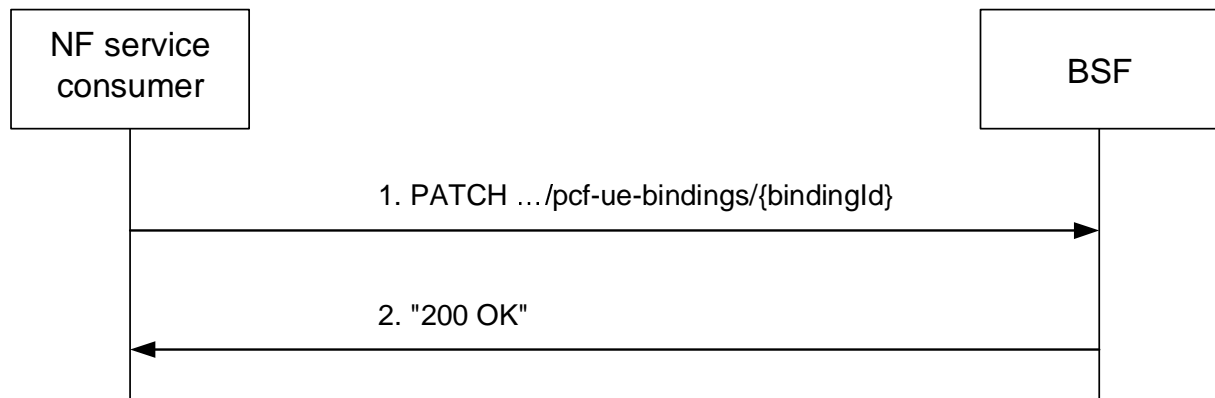 NF service
consumer
BSF
1. PATCH …/pcf-ue-bindings/{bindingId}
2. "200 OK"